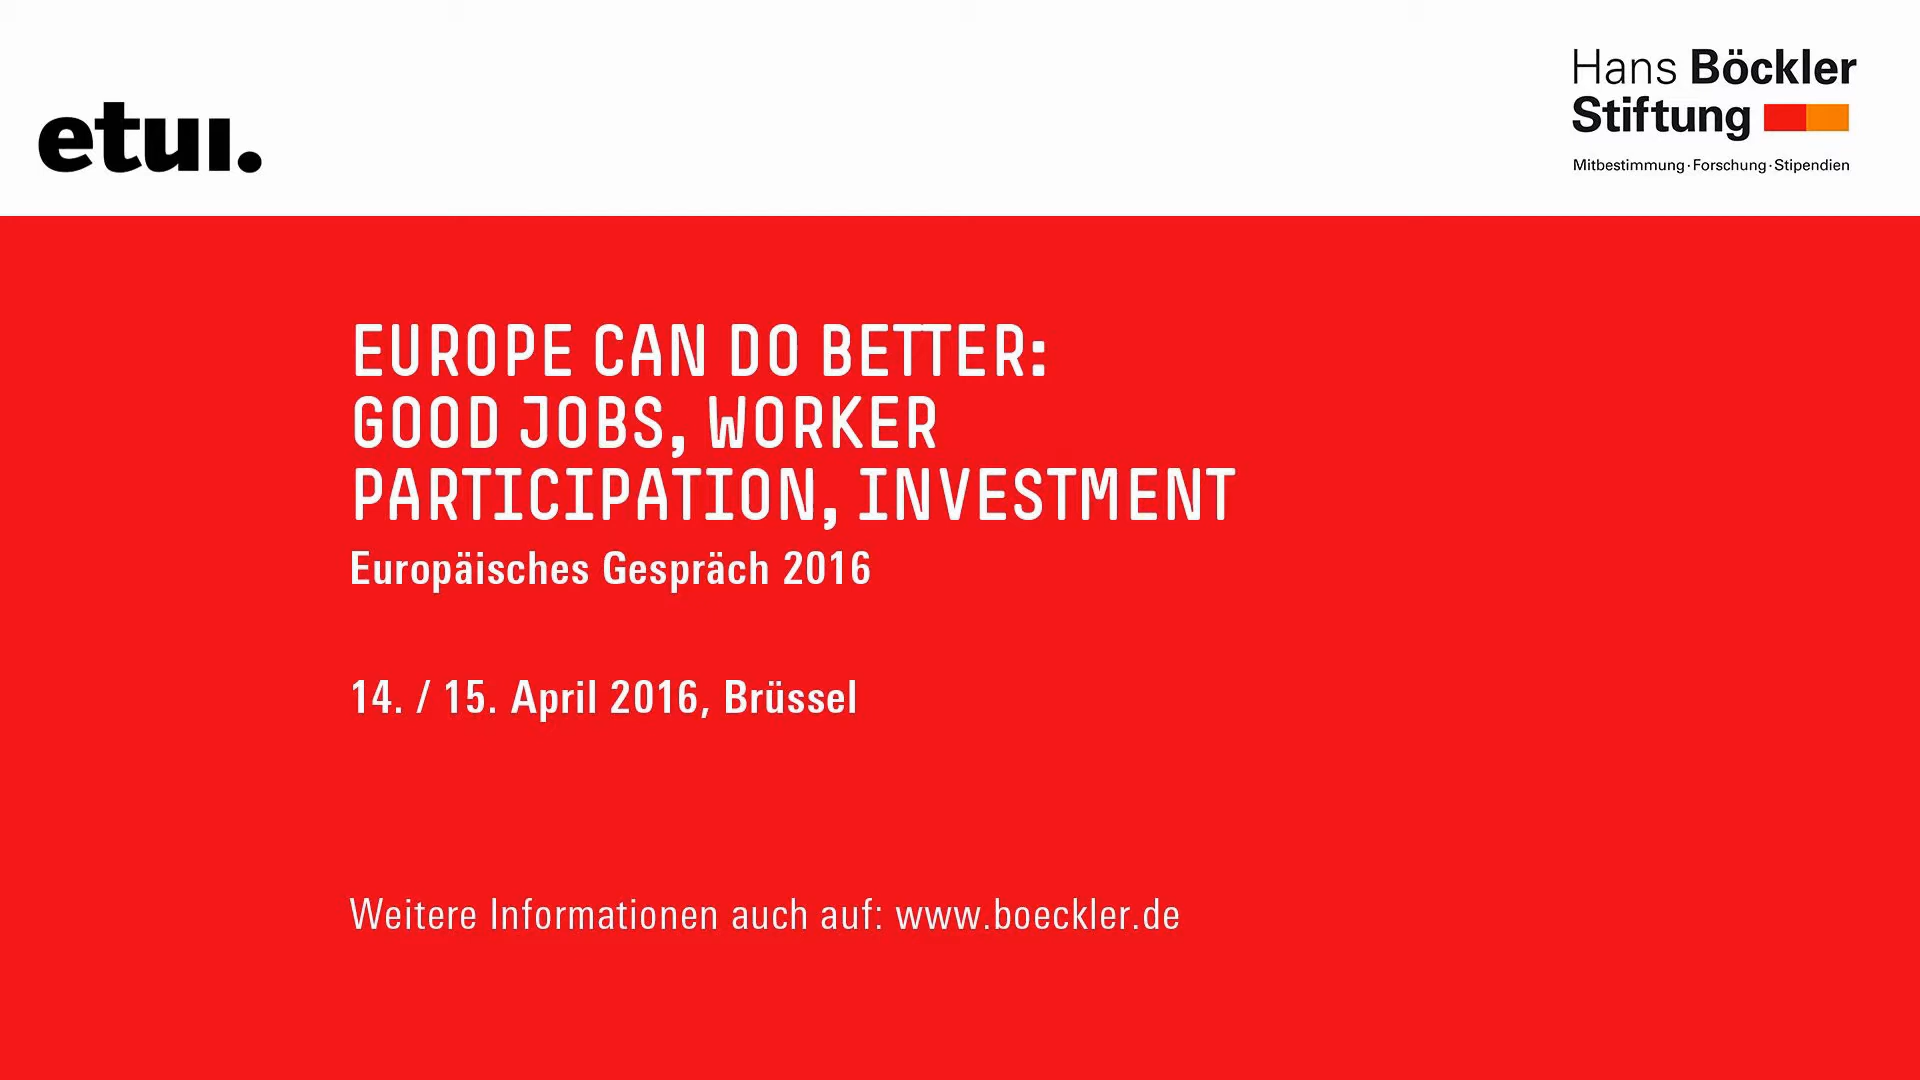 etui.
Hans Böckler
Stiftung
Mitbestimmung · Forschung · Stipendien
EUROPE CAN DO BETTER:
GOOD JOBS, WORKER
PARTICIPATION, INVESTMENT
Europäisches Gespräch 2016
14. / 15. April 2016, Brüssel
Weitere Informationen auch auf: www.boeckler.de